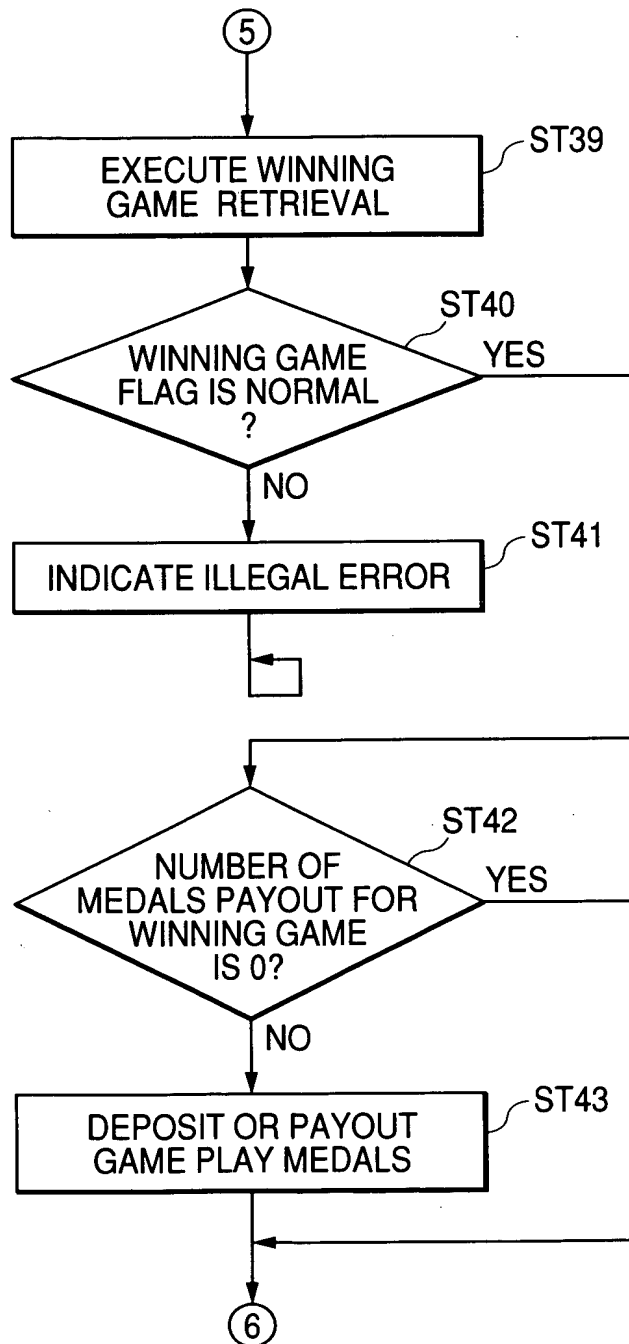 5
ST39
EXECUTE WINNING
GAME RETRIEVAL
ST40
WINNING GAME
FLAG IS NORMAL
?
YES
NO
ST41
INDICATE ILLEGAL ERROR
ST42
NUMBER OF
MEDALS PAYOUT FOR
WINNING GAME
IS 0?
YES
NO
ST43
DEPOSIT OR PAYOUT
GAME PLAY MEDALS
6